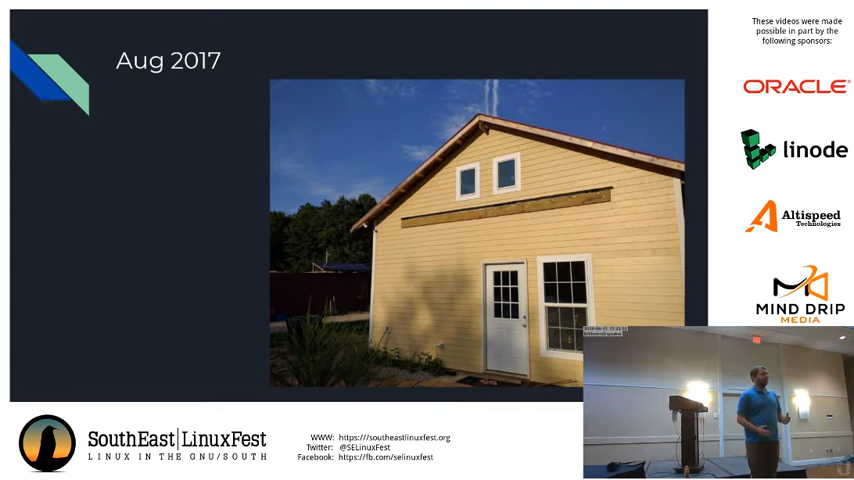 Aug 2017
These videos were made
possible in part by the
following sponsors:
ORACLE
linode
Altispeed
Technologies
MIND DRIP
MEDIA
SouthEast|LinuxFest
LINUX IN THE GNU/SOUTH
WWW: https:///southeastlinuxfest.org
Twitter: @SELinuxFest
Facebook: https://fb.com/selinuxfest